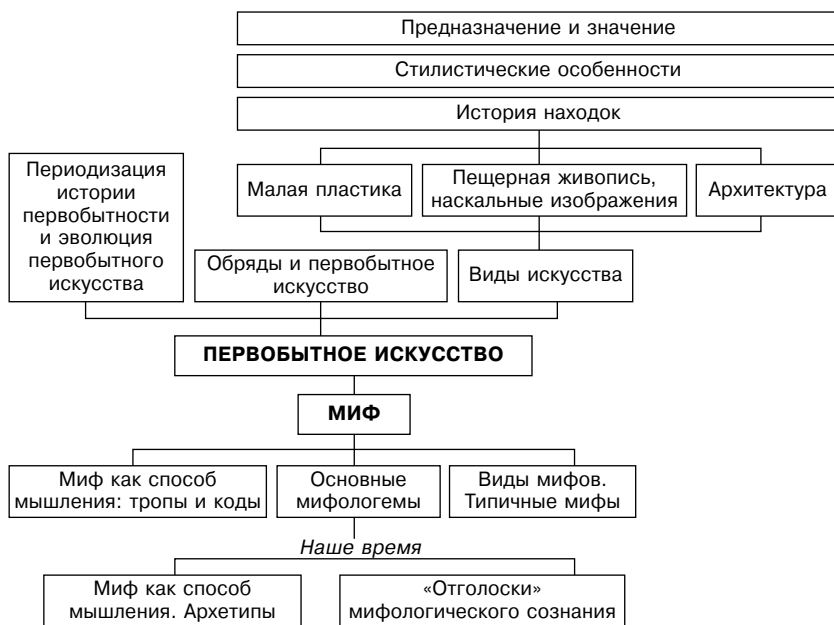 Предназначение и значение
Стилистические особенности
История находок
Периодизация
истории
первобытности
и эволюция
первобытного
искусства
Малая пластика
Пещерная живопись,
наскальные изображения
Архитектура
Обряды и первобытное
искусство
Виды искусства
ПЕРВОБЫТНОЕ ИСКУССТВО
МИФ
Миф как способ
мышления: тропы и коды
Основные
мифологемы
Виды мифов.
Типичные мифы
Наше время
Миф как способ
мышления. Архетипы
«Отголоски»
мифологического сознания